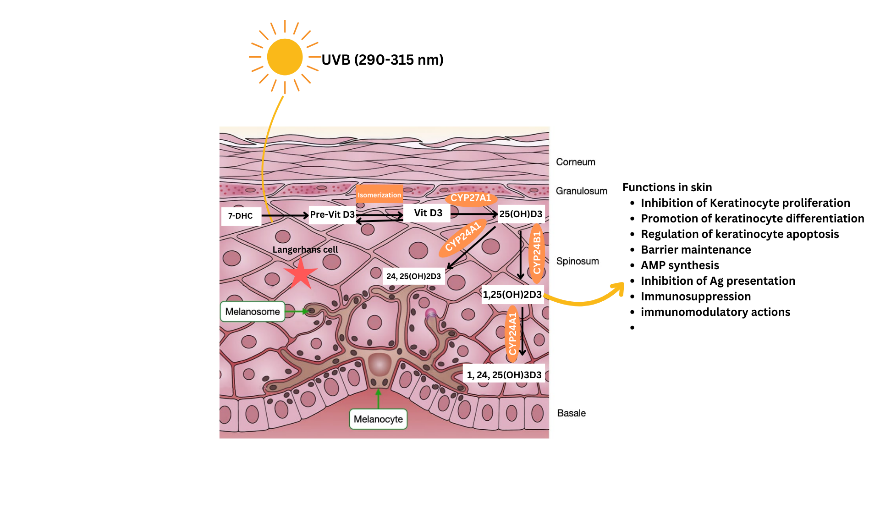 UVB (290-315 nm)
Corneum
Granulosum
Isomerization
CYP27A1
7-DHC
Pre-Vit D3
Vit D3
25(OH)D3
CYP24A1
CYP24B1
Langerhans cell
Spinosum
24, 25(OH)2D3
1,25(OH)2D3
Melanosome
CYP24A1
1, 24, 25(OH)3D3
Melanocyte
Basale
Functions in skin
• Inhibition of Keratinocyte proliferation
• Promotion of keratinocyte differentiation
• Regulation of keratinocyte apoptosis
• Barrier maintenance
• AMP synthesis
• Inhibition of Ag presentation
• Immunosuppression
• immunomodulatory actions
•